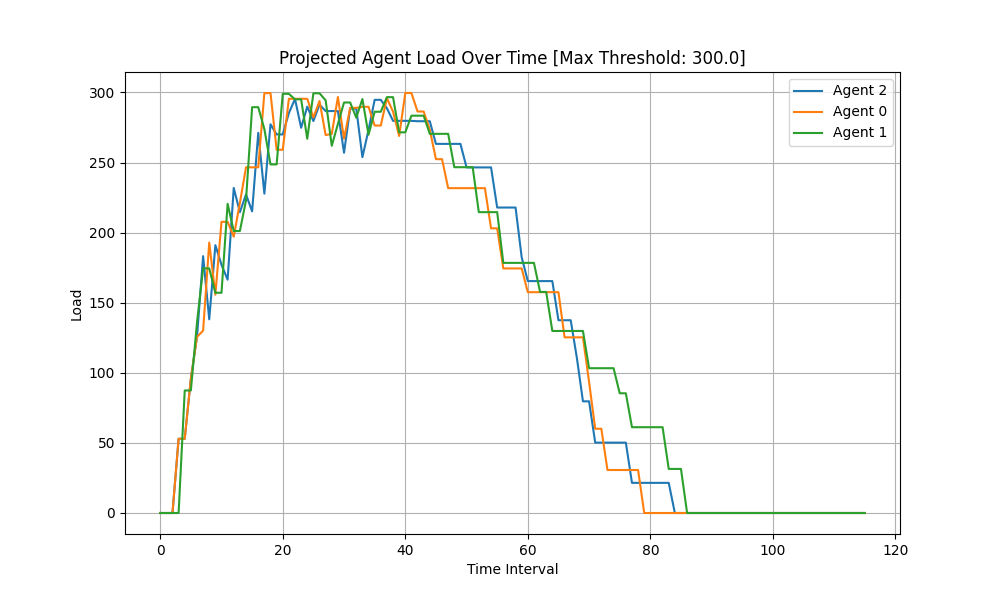 Projected Agent Load Over Time [Max Threshold: 300.0]
Agent 2
Agent 0
Agent 1
Load
300
250
200
150
100
50
0
0 20 40 60 80 100 120
Time Interval